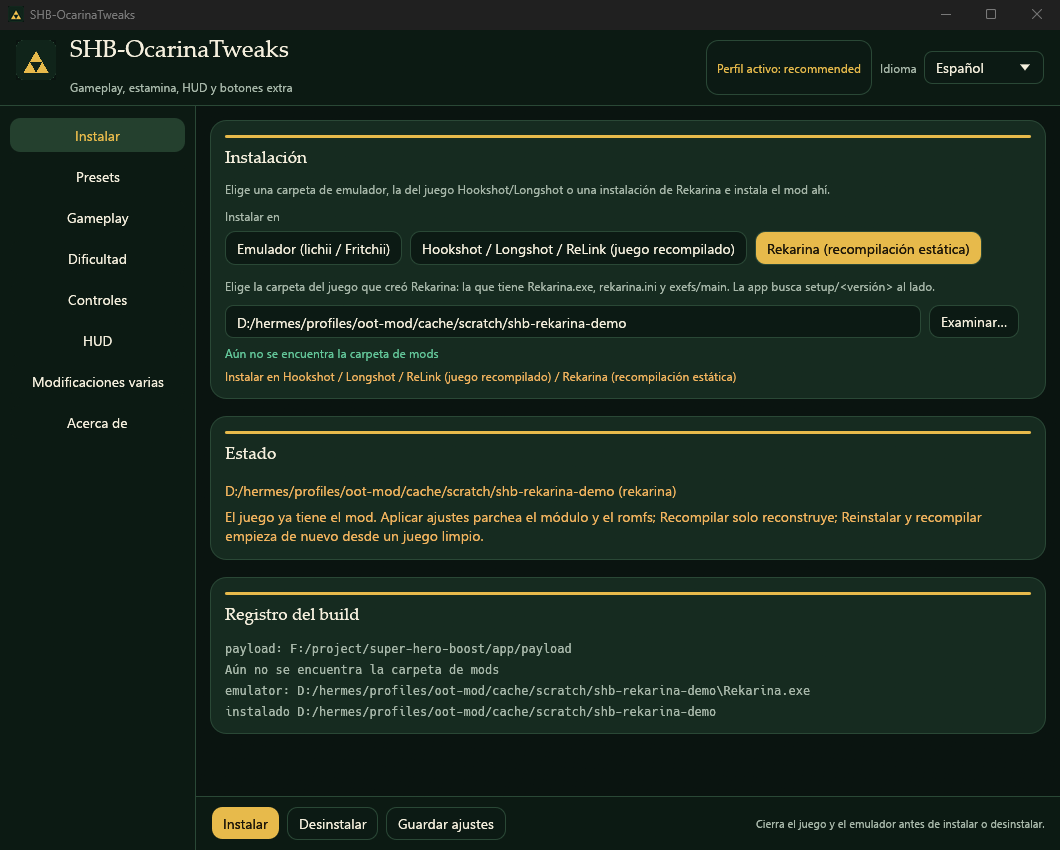 SHB-OcarinaTweaks
SHB-OcarinaTweaks
Gameplay, estamina, HUD y botones extra
Perfil activo: recommended
Idioma
Español
Instalar
Presets
Gameplay
Dificultad
Controles
HUD
Modificaciones varias
Acerca de
Instalación
Elige una carpeta de emulador, la del juego Hookshot/Longshot o una instalación de Rekarina e instala el mod ahí.
Instalar en
Emulador (lichii / Fritchii)
Hookshot / Longshot / ReLink (juego recompilado)
Rekarina (recompilación estática)
Elige la carpeta del juego que creó Rekarina: la que tiene Rekarina.exe, rekarina.ini y exefs/main. La app busca setup/<versión> al lado.
D:/hermes/profiles/oot-mod/cache/scratch/shb-rekarina-demo
Examinar...
Aún no se encuentra la carpeta de mods
Instalar en Hookshot / Longshot / ReLink (juego recompilado) / Rekarina (recompilación estática)
Estado
D:/hermes/profiles/oot-mod/cache/scratch/shb-rekarina-demo (rekarina)
El juego ya tiene el mod. Aplicar ajustes parchea el módulo y el romfs; Recompilar solo reconstruye; Reinstalar y recompilar
empieza de nuevo desde un juego limpio.
Registro del build
payload: F:/project/super-hero-boost/app/payload
Aún no se encuentra la carpeta de mods
emulator: D:/hermes/profiles/oot-mod/cache/scratch/shb-rekarina-demo\Rekarina.exe
instalado D:/hermes/profiles/oot-mod/cache/scratch/shb-rekarina-demo
Instalar
Desinstalar
Guardar ajustes
Cierra el juego y el emulador antes de instalar o desinstalar.